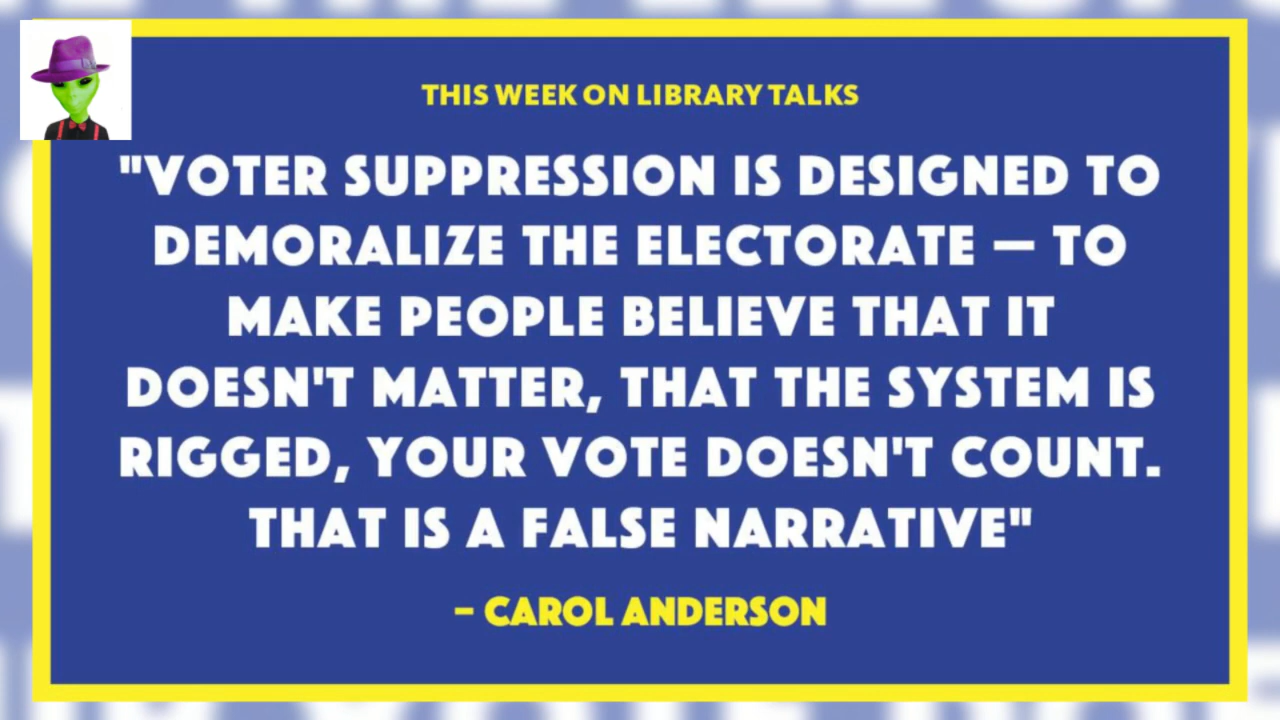 THIS WEEK ON LIBRARY TALKS
"VOTER SUPPRESSION IS DESIGNED TO
DEMORALIZE THE ELECTORATE — TO
MAKE PEOPLE BELIEVE THAT IT
DOESN'T MATTER, THAT THE SYSTEM IS
RIGGED, YOUR VOTE DOESN'T COUNT.
THAT IS A FALSE NARRATIVE"
– CAROL ANDERSON